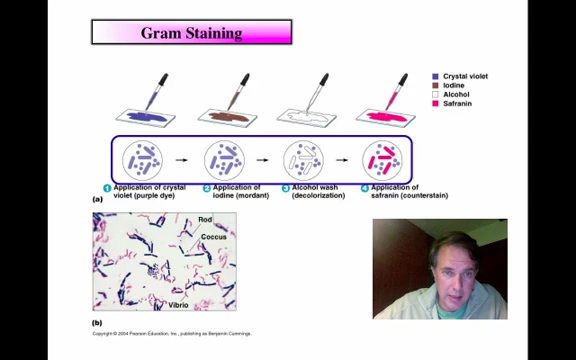 Gram Staining
Crystal violet
Iodine
Alcohol
Safranin
1 Application of crystal
violet (purple dye)
2 Application of
iodine (mordant)
3 Alcohol wash
(decolorization)
4 Application of
safranin (counterstain)
(a)
Rod
Coccus
Vibrio
(b)
Copyright © 2004 Pearson Education, Inc., publishing as Benjamin Cummings.